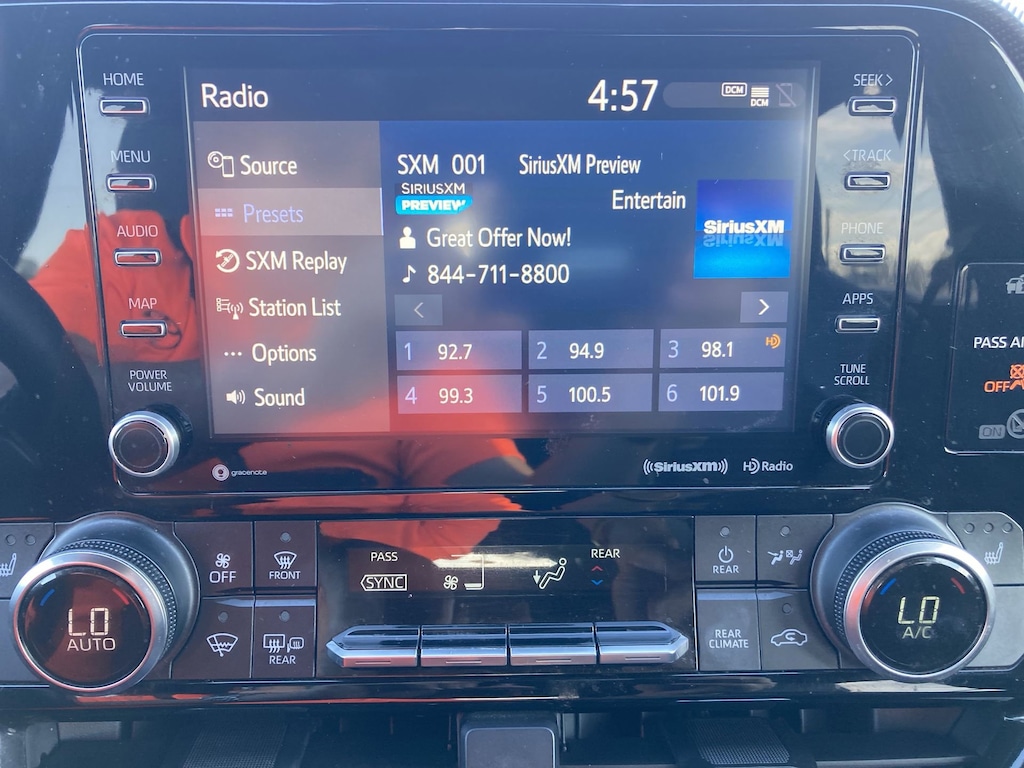 HOME
MENU
AUDIO
MAP
POWER
VOLUME
Radio
4:57
DCM
DCM
Source
Presets
SXM Replay
Station List
Options
Sound
SXM 001 SiriusXM Preview
SIRIUSXM
PREVIEW
Entertain
SiriusXM
Great Offer Now!
844-711-8800
<
>
1 92.7
2 94.9
3 98.1 HD
4 99.3
5 100.5
6 101.9
gracenote
((SiriusXM))
HD Radio
SEEK>
<TRACK
PHONE
APPS
TUNE
SCROLL
PASS
OFF
ON
LO
AUTO
OFF
FRONT
REAR
PASS
SYNC
REAR
REAR
REAR
CLIMATE
LO
A/C